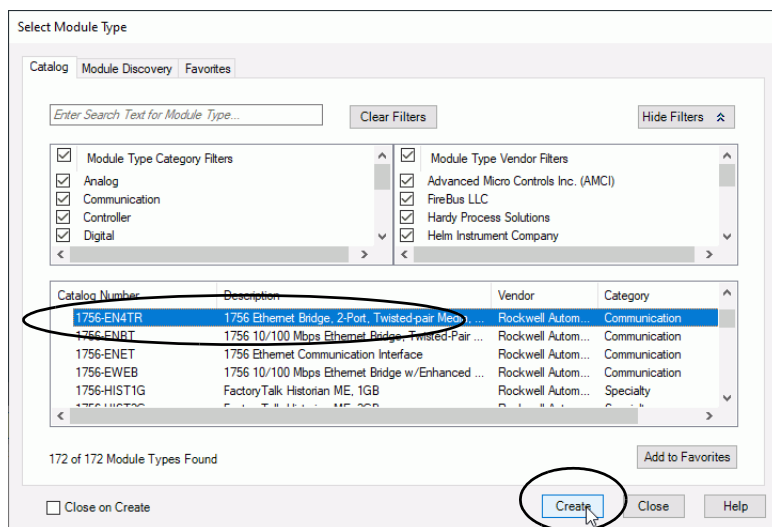 Select Module Type
Catalog Module Discovery Favorites
Enter Search Text for Module Type...
Clear Filters
Hide Filters
Module Type Category Filters
Analog
Communication
Controller
Digital
Module Type Vendor Filters
Advanced Micro Controls Inc. (AMCI)
FireBus LLC
Hardy Process Solutions
Helm Instrument Company
Catalog Number Description Vendor Category
1756-EN4TR 1756 Ethernet Bridge, 2-Port, Twisted-pair Media, ... Rockwell Autom... Communication
1756-ENBT 1756 10/100 Mbps Ethernet Bridge, Twisted-Pair ... Rockwell Autom... Communication
1756-ENET 1756 Ethernet Communication Interface Rockwell Autom... Communication
1756-EWEB 1756 10/100 Mbps Ethernet Bridge w/Enhanced ... Rockwell Autom... Communication
1756-HIST1G FactoryTalk Historian ME, 1GB Rockwell Autom... Specialty
172 of 172 Module Types Found
Add to Favorites
Close on Create
Create Close Help